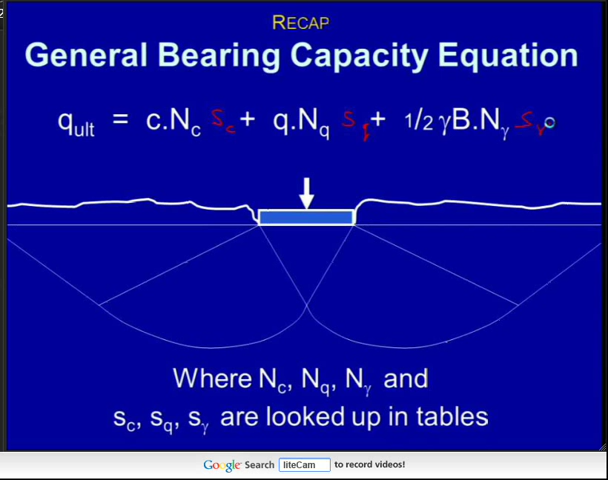 RECAP
General Bearing Capacity Equation
q_ult = c.N_c s_c + q.N_q s_q + 1/2 γB.N_γ s_γ
Where N_c, N_q, N_γ and
s_c, s_q, s_γ are looked up in tables
Google Search liteCam to record videos!